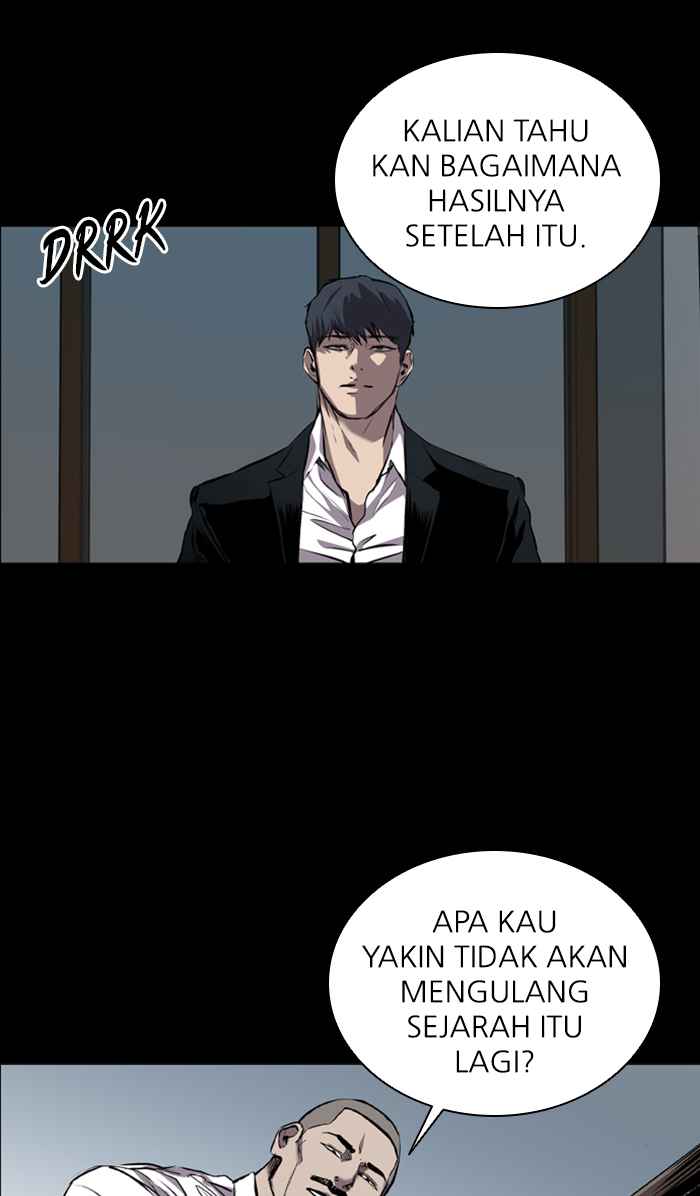 KALIAN TAHU
KAN BAGAIMANA
HASILNYA
SETELAH ITU.
DRRK
APA KAU
YAKIN TIDAK AKAN
MENGULANG
SEJARAH ITU
LAGI?